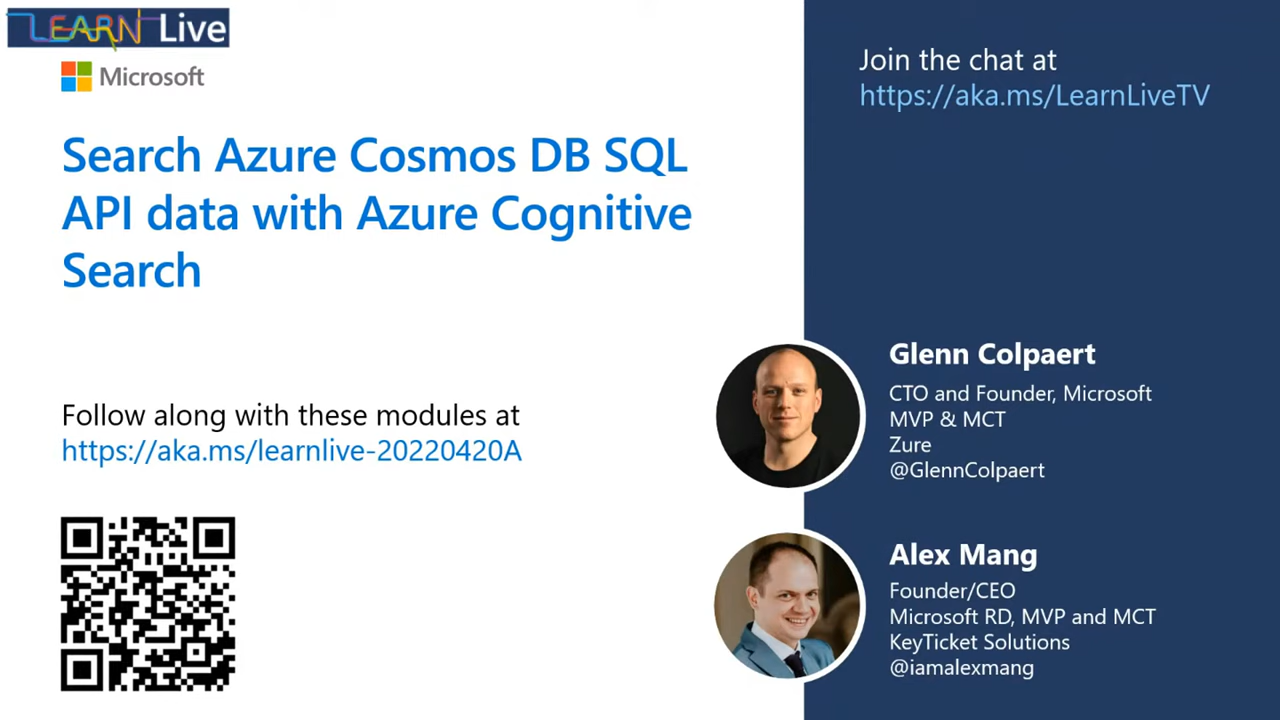 LEARN Live
Microsoft
Search Azure Cosmos DB SQL
API data with Azure Cognitive
Search
Follow along with these modules at
https://aka.ms/learnlive-20220420A
Join the chat at
https://aka.ms/LearnLiveTV
Glenn Colpaert
CTO and Founder, Microsoft
MVP & MCT
Zure
@GlennColpaert
Alex Mang
Founder/CEO
Microsoft RD, MVP and MCT
KeyTicket Solutions
@iamalexmang